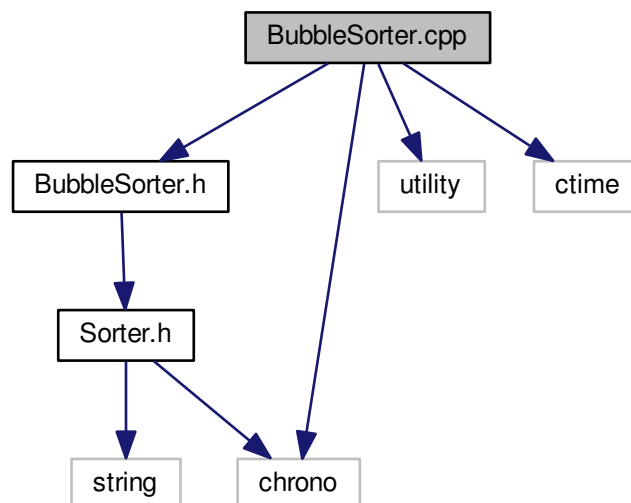 BubbleSorter.cpp
BubbleSorter.h
utility
ctime
Sorter.h
string
chrono